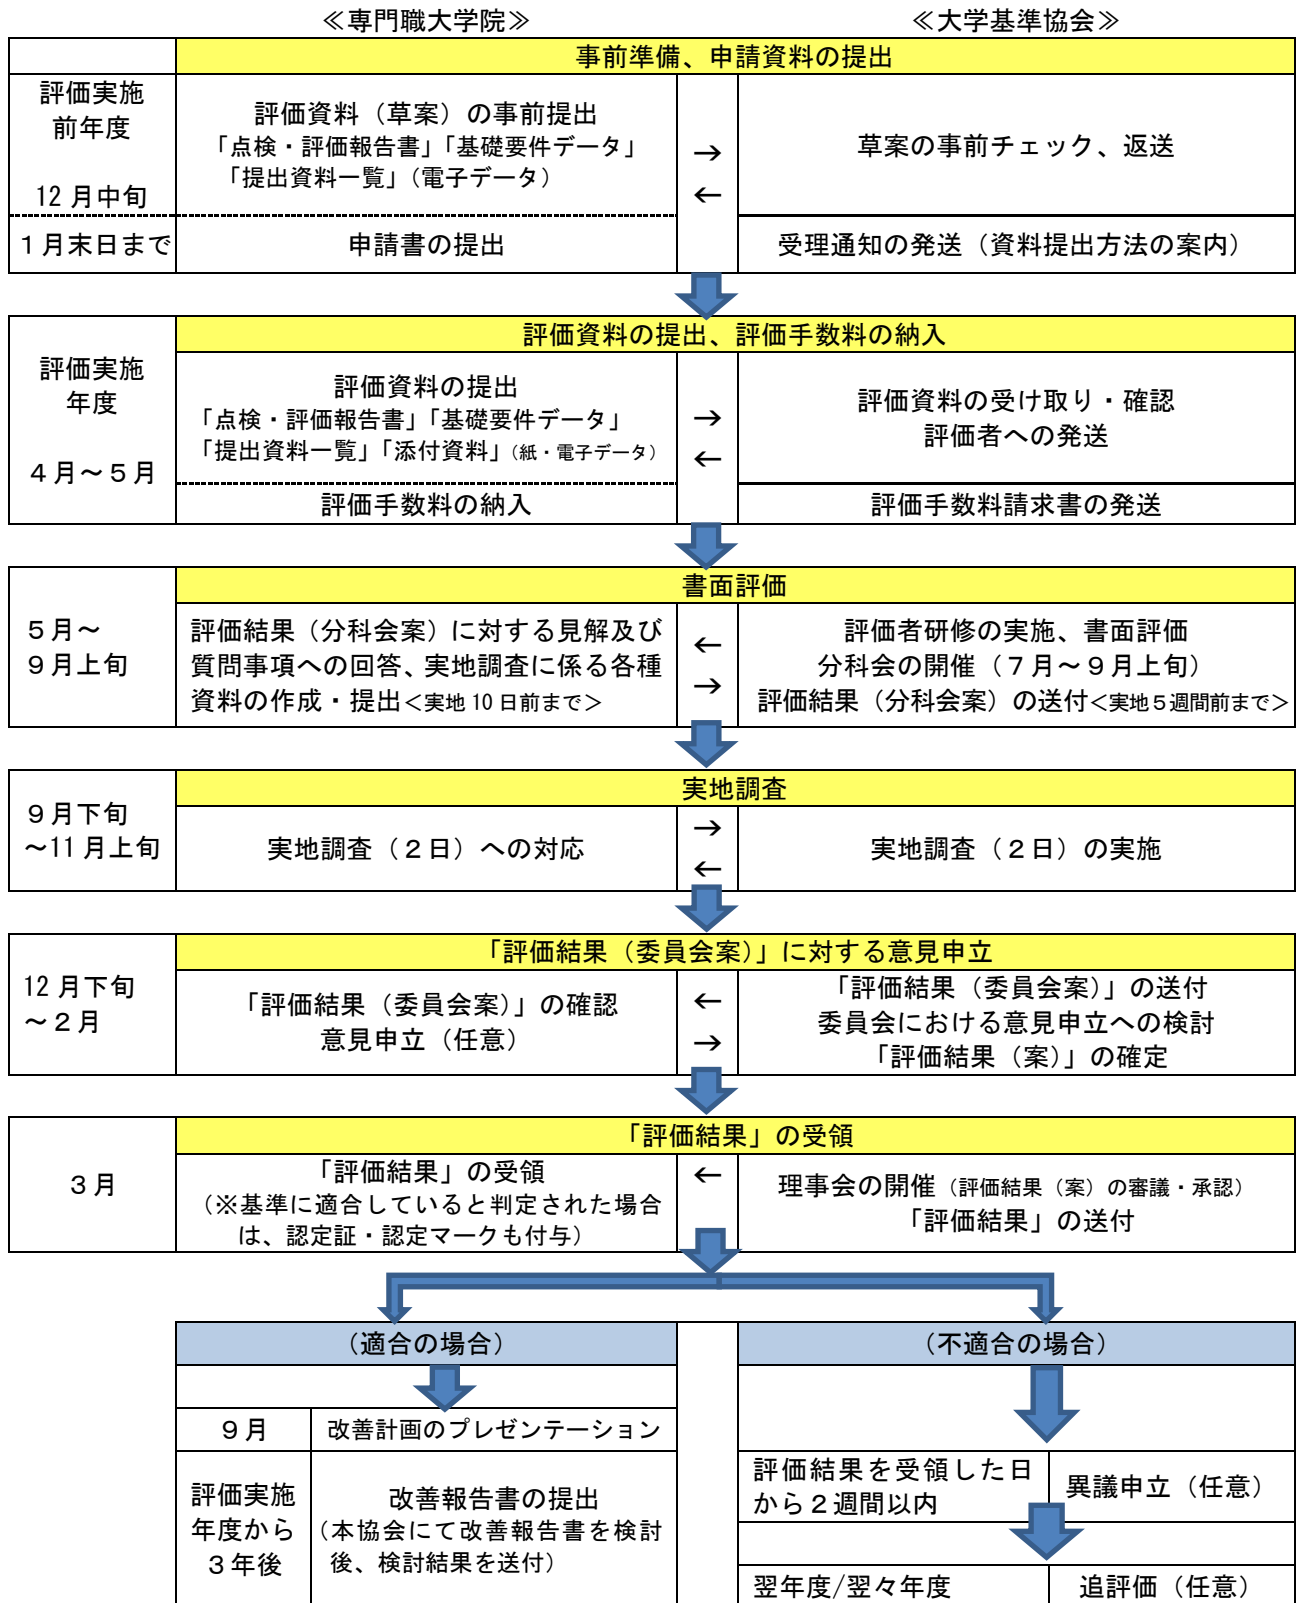 ≪専門職大学院≫
≪大学基準協会≫
事前準備、申請資料の提出
評価実施
前年度
12月中旬
評価資料（草案）の事前提出
「点検・評価報告書」「基礎要件データ」
「提出資料一覧」（電子データ）
→
←
草案の事前チェック、返送
１月末日まで
申請書の提出
受理通知の発送（資料提出方法の案内）
評価資料の提出、評価手数料の納入
評価実施
年度
４月～５月
評価資料の提出
「点検・評価報告書」「基礎要件データ」
「提出資料一覧」「添付資料」（紙・電子データ）
→
←
評価資料の受け取り・確認
評価者への発送
評価手数料の納入
評価手数料請求書の発送
書面評価
５月～
９月上旬
評価結果（分科会案）に対する見解及び
質問事項への回答、実地調査に係る各種
資料の作成・提出＜実地10日前まで＞
←
→
評価者研修の実施、書面評価
分科会の開催（７月～９月上旬）
評価結果（分科会案）の送付＜実地５週間前まで＞
実地調査
９月下旬
～11月上旬
実地調査（２日）への対応
→
←
実地調査（２日）の実施
「評価結果（委員会案）」に対する意見申立
12月下旬
～２月
「評価結果（委員会案）」の確認
意見申立（任意）
←
→
「評価結果（委員会案）」の送付
委員会における意見申立への検討
「評価結果（案）」の確定
「評価結果」の受領
３月
「評価結果」の受領
（※基準に適合していると判定された場合
は、認定証・認定マークも付与）
←
理事会の開催（評価結果（案）の審議・承認）
「評価結果」の送付
（適合の場合）
９月
改善計画のプレゼンテーション
評価実施
年度から
３年後
改善報告書の提出
（本協会にて改善報告書を検討
後、検討結果を送付）
（不適合の場合）
評価結果を受領した日
から２週間以内
異議申立（任意）
翌年度/翌々年度
追評価（任意）